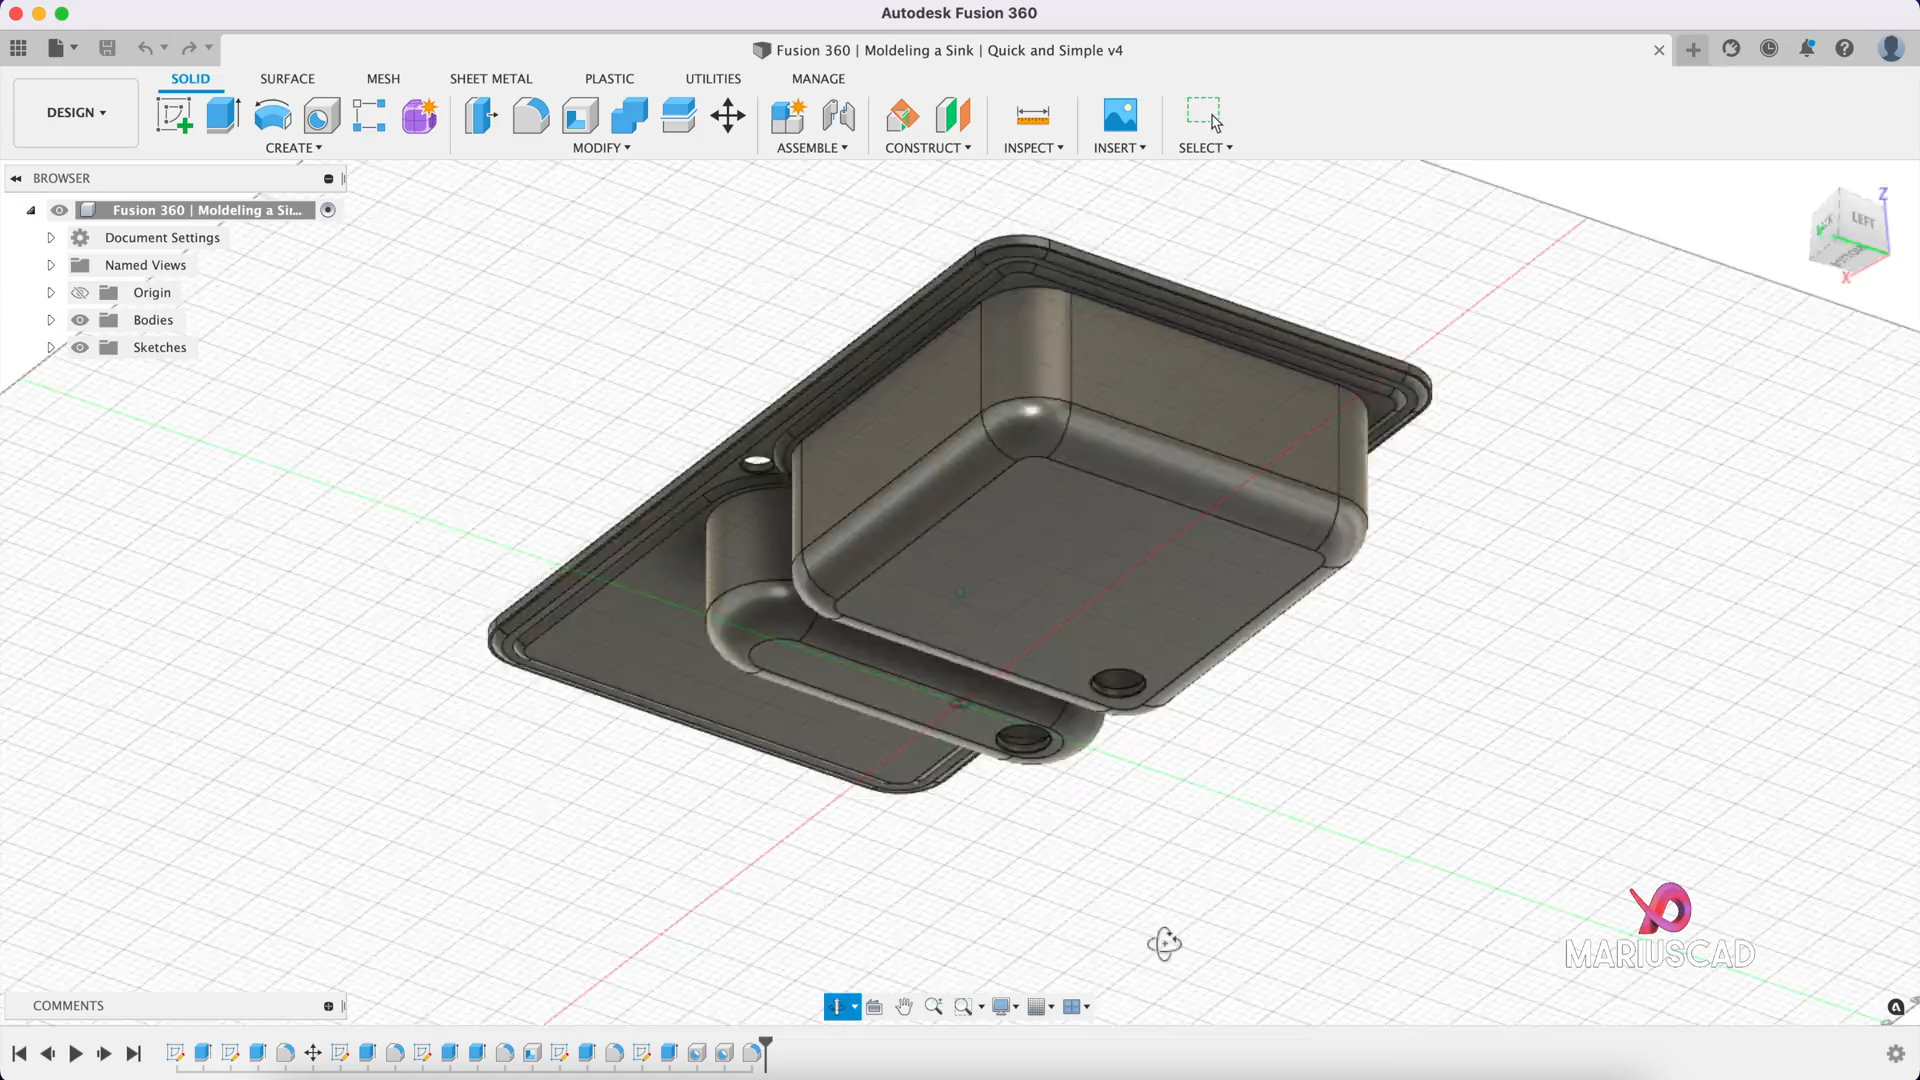 Autodesk Fusion 360
Fusion 360 | Moldeling a Sink | Quick and Simple v4
SOLID SURFACE MESH SHEET METAL PLASTIC UTILITIES MANAGE
DESIGN
CREATE MODIFY ASSEMBLE CONSTRUCT INSPECT INSERT SELECT
BROWSER
Fusion 360 | Moldeling a Sin...
Document Settings
Named Views
Origin
Bodies
Sketches
Z
LEFT
X
MARIUSCAD
COMMENTS